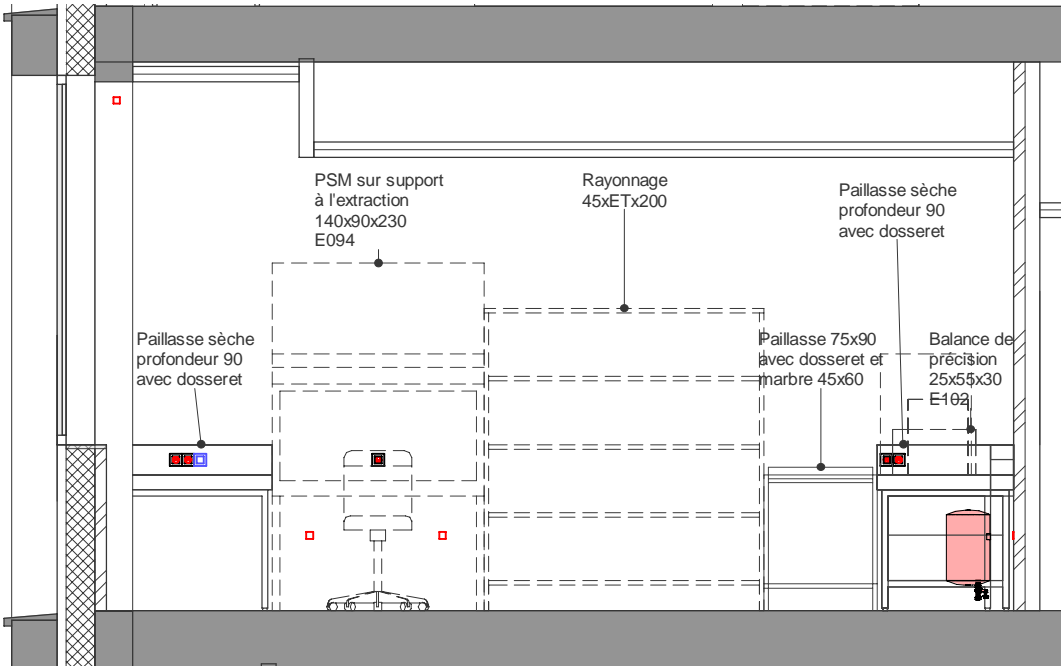 PSM sur support
à l'extraction
140x90x230
E094
Rayonnage
45xETx200
Paillasse sèche
profondeur 90
avec dosseret
Paillasse sèche
profondeur 90
avec dosseret
Paillasse 75x90
avec dosseret et
marbre 45x60
Balance de
précision
25x55x30
E102